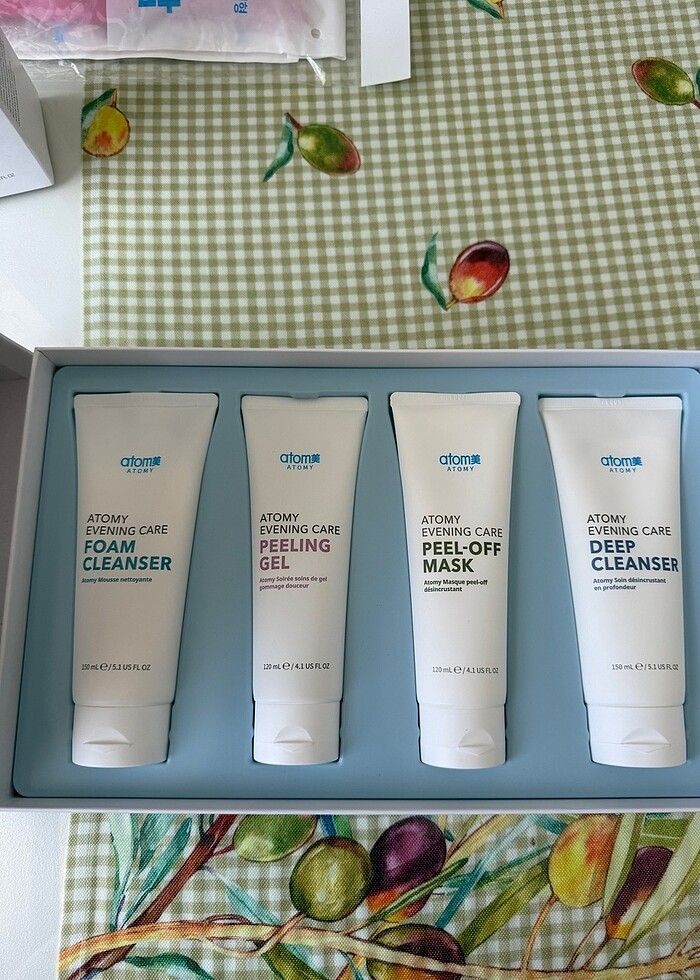 FL OZ
atom美
ATOMY
ATOMY
EVENING CARE
FOAM
CLEANSER
Atomy Mousse nettoyante
150 mL ℮ / 5.1 US FL OZ
atom美
ATOMY
ATOMY
EVENING CARE
PEELING
GEL
Atomy Soirée soins de gel
gommage douceur
120 mL ℮ / 4.1 US FL OZ
atom美
ATOMY
ATOMY
EVENING CARE
PEEL-OFF
MASK
Atomy Masque peel-off
désincrustant
120 mL ℮ / 4.1 US FL OZ
atom美
ATOMY
ATOMY
EVENING CARE
DEEP
CLEANSER
Atomy Soin désincrustant
en profondeur
150 mL ℮ / 5.1 US FL OZ